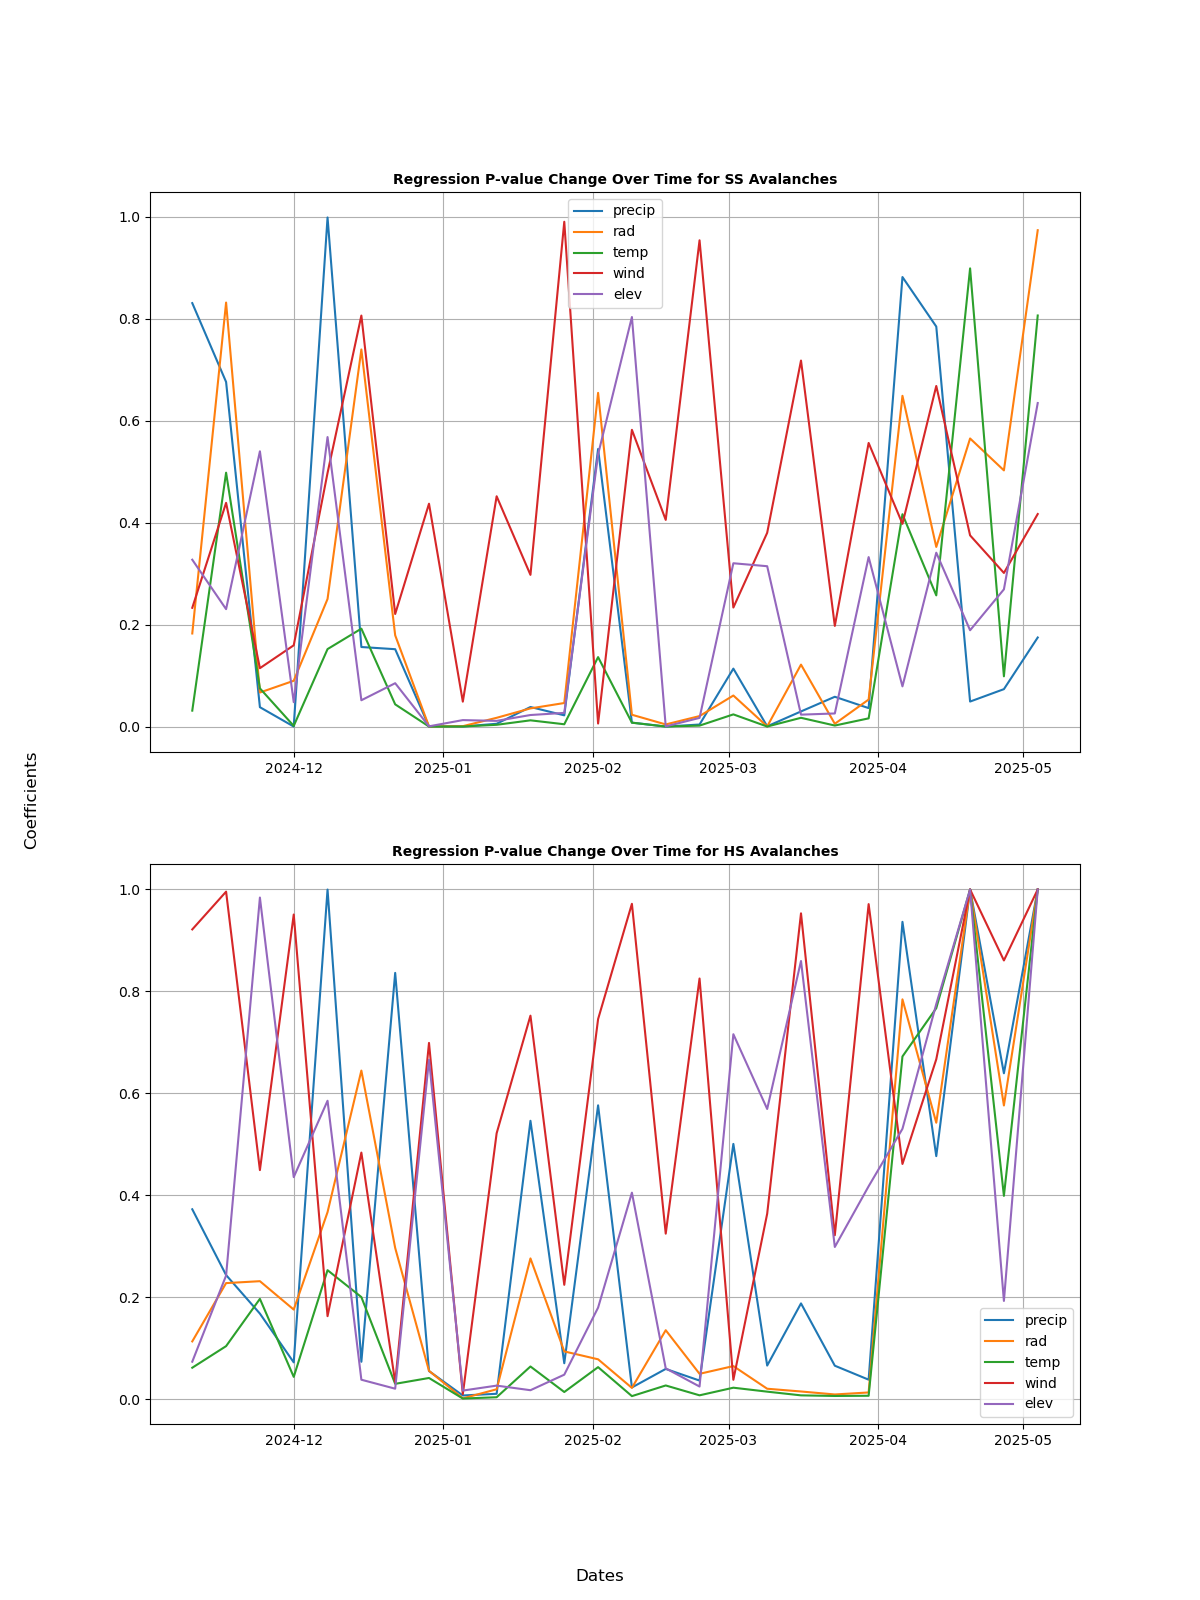 Regression P-value Change Over Time for SS Avalanches
1.0
0.8
0.6
0.4
0.2
0.0
precip
rad
temp
wind
elev
2024-12 2025-01 2025-02 2025-03 2025-04 2025-05
Coefficients
Regression P-value Change Over Time for HS Avalanches
1.0
0.8
0.6
0.4
0.2
0.0
precip
rad
temp
wind
elev
2024-12 2025-01 2025-02 2025-03 2025-04 2025-05
Dates